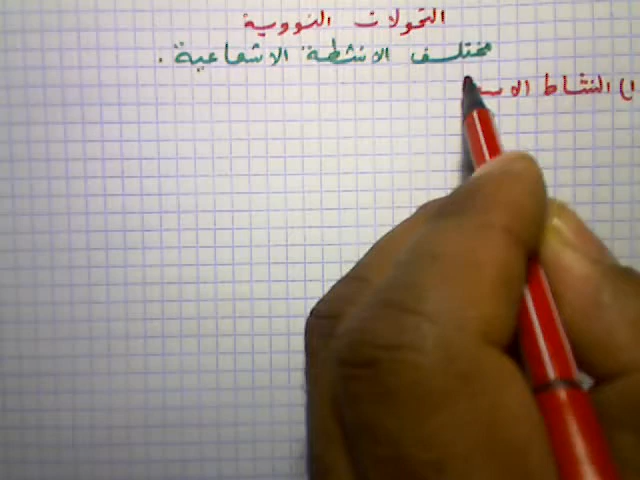 التحولات النووية
مختلف الانشطة الاشعاعية .
1) النشاط